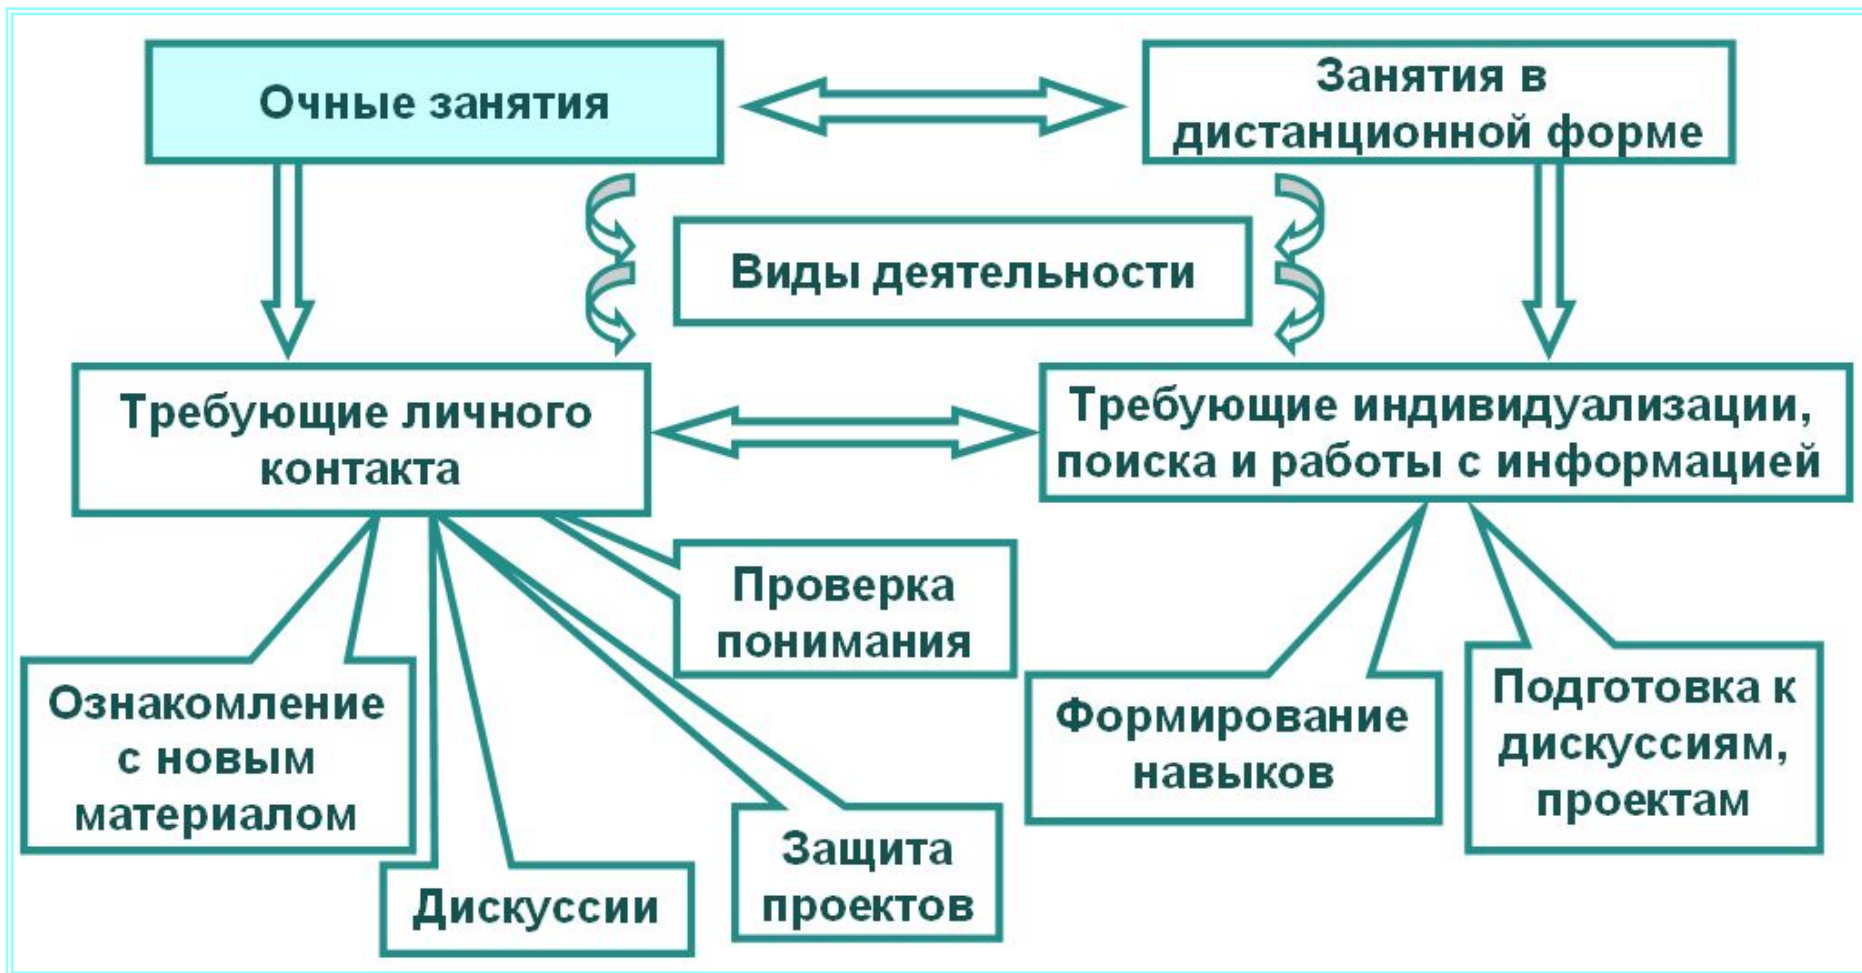 Очные занятия
Занятия в
дистанционной форме
Виды деятельности
Требующие личного
контакта
Требующие индивидуализации,
поиска и работы с информацией
Проверка
понимания
Ознакомление
с новым
материалом
Дискуссии
Защита
проектов
Формирование
навыков
Подготовка к
дискуссиям,
проектам